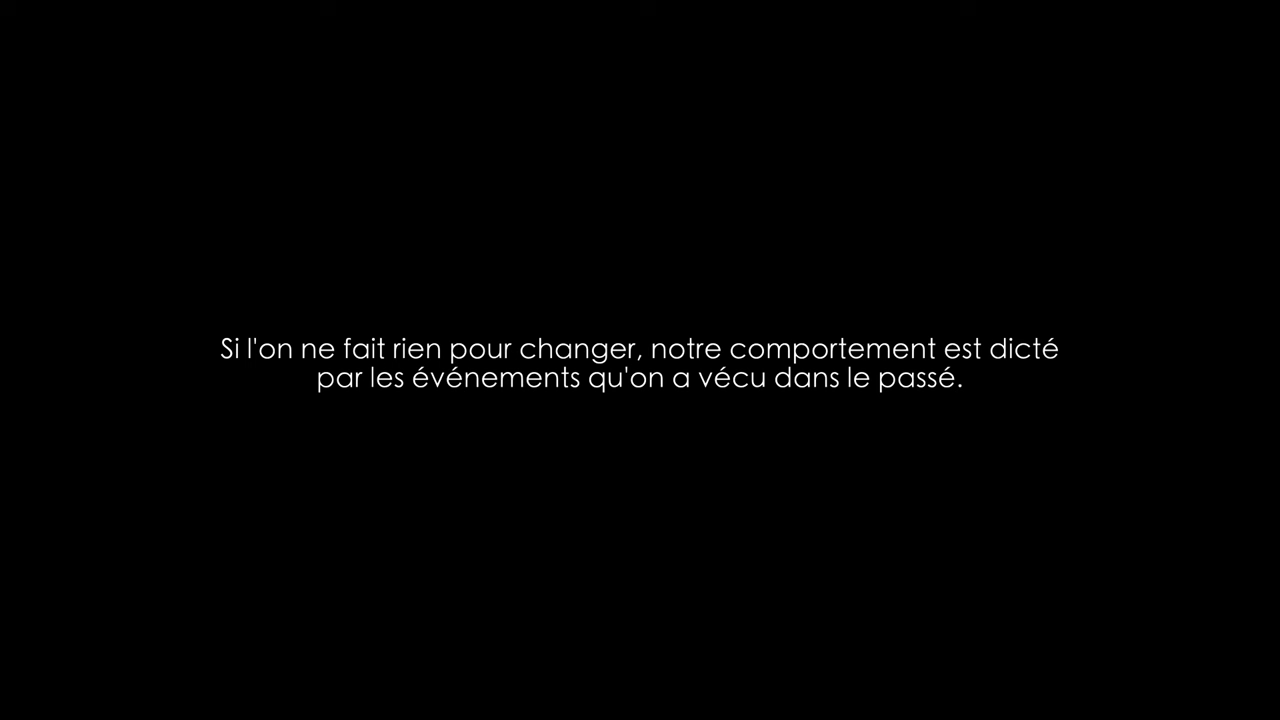 Si l'on ne fait rien pour changer, notre comportement est dicté
par les événements qu'on a vécu dans le passé.